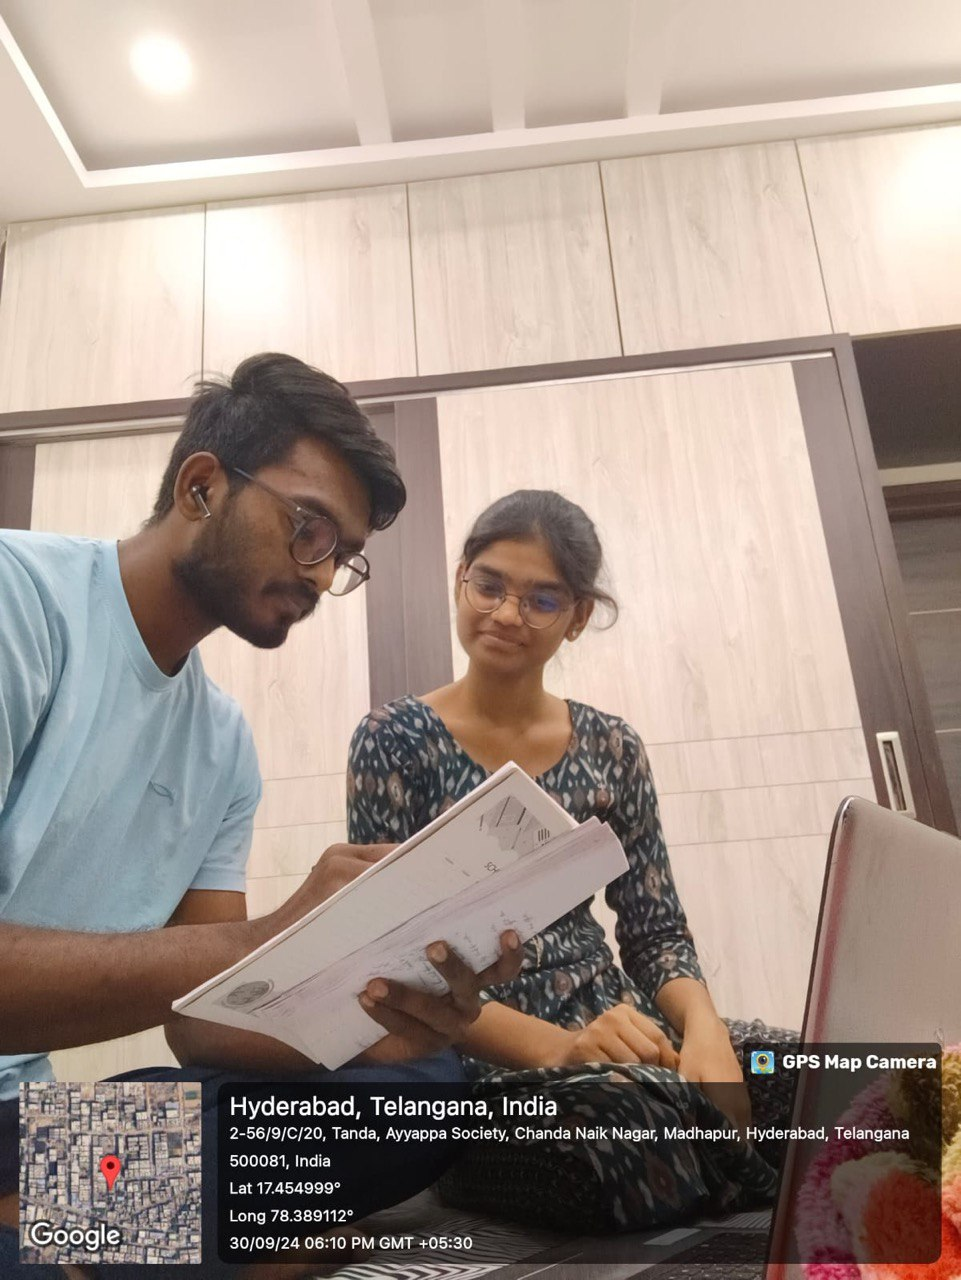 SCH
GPS Map Camera
Hyderabad, Telangana, India
2-56/9/C/20, Tanda, Ayyappa Society, Chanda Naik Nagar, Madhapur, Hyderabad, Telangana
500081, India
Lat 17.454999°
Long 78.389112°
30/09/24 06:10 PM GMT +05:30
Google